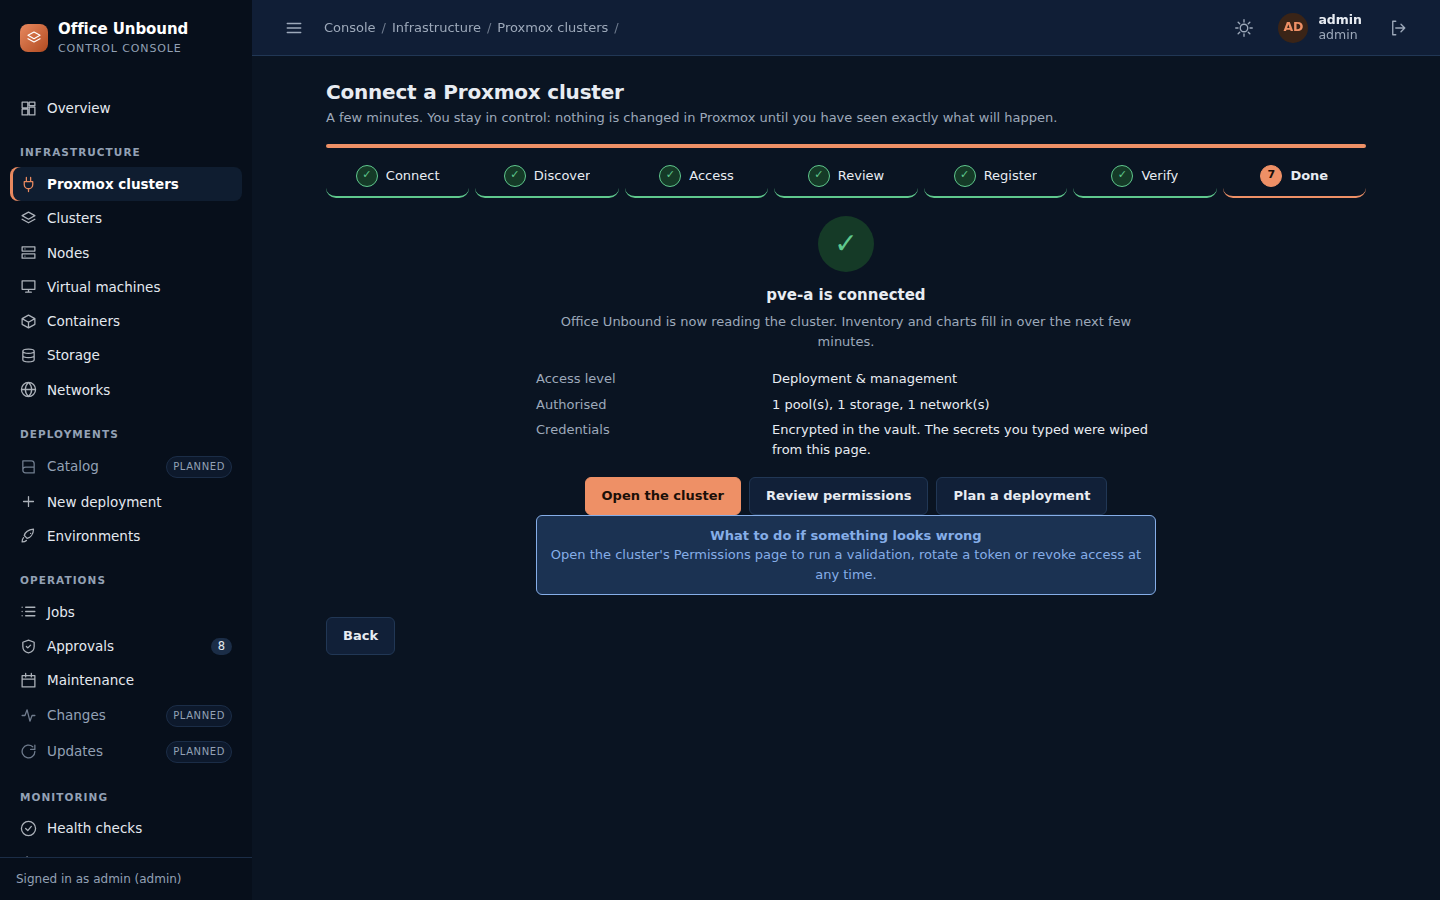 Office Unbound
CONTROL CONSOLE
Overview
INFRASTRUCTURE
Proxmox clusters
Clusters
Nodes
Virtual machines
Containers
Storage
Networks
DEPLOYMENTS
Catalog PLANNED
New deployment
Environments
OPERATIONS
Jobs
Approvals 8
Maintenance
Changes PLANNED
Updates PLANNED
MONITORING
Health checks
Signed in as admin (admin)
Console / Infrastructure / Proxmox clusters /
AD
admin
admin
Connect a Proxmox cluster
A few minutes. You stay in control: nothing is changed in Proxmox until you have seen exactly what will happen.
✓ Connect ✓ Discover ✓ Access ✓ Review ✓ Register ✓ Verify 7 Done
✓
pve-a is connected
Office Unbound is now reading the cluster. Inventory and charts fill in over the next few
minutes.
Access level Deployment & management
Authorised 1 pool(s), 1 storage, 1 network(s)
Credentials Encrypted in the vault. The secrets you typed were wiped
from this page.
Open the cluster Review permissions Plan a deployment
What to do if something looks wrong
Open the cluster's Permissions page to run a validation, rotate a token or revoke access at
any time.
Back